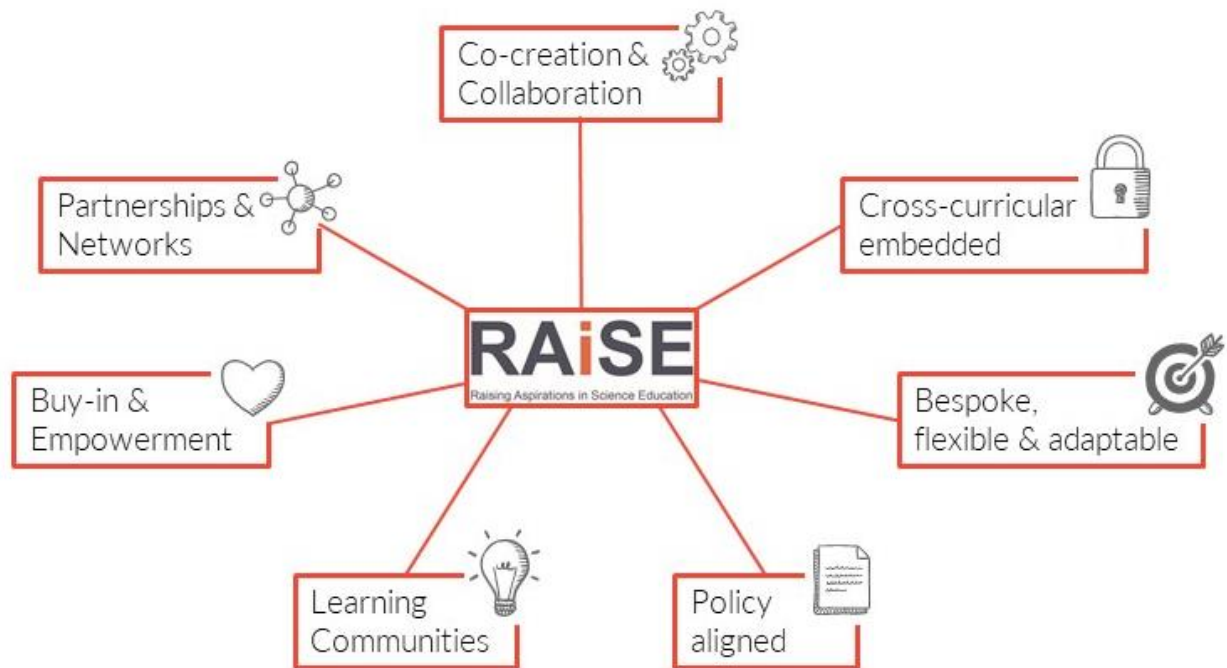 Co-creation &
Collaboration
Partnerships &
Networks
Cross-curricular
embedded
RAiSE
Raising Aspirations in Science Education
Buy-in &
Empowerment
Bespoke,
flexible & adaptable
Learning
Communities
Policy
aligned